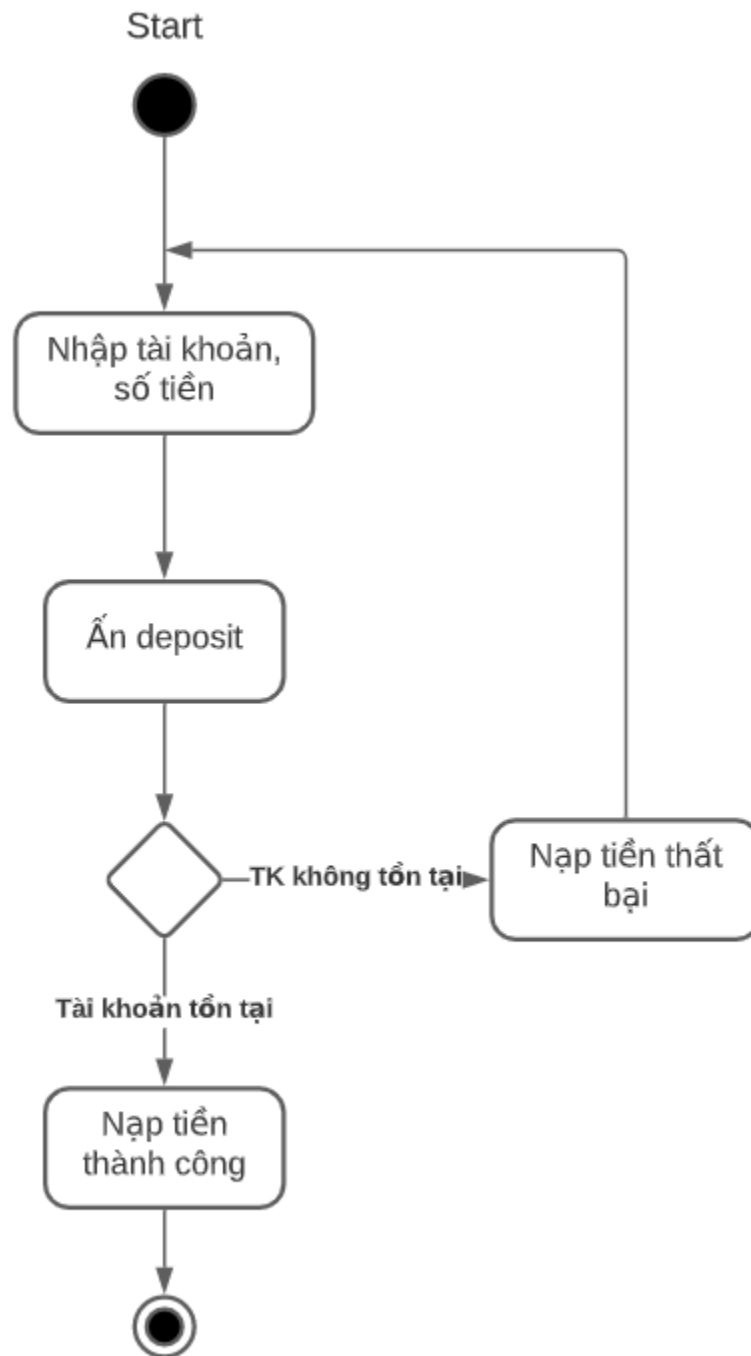 Start
Nhập tài khoản,
số tiền
Ấn deposit
TK không tồn tại
Nạp tiền thất
bại
Tài khoản tồn tại
Nạp tiền
thành công